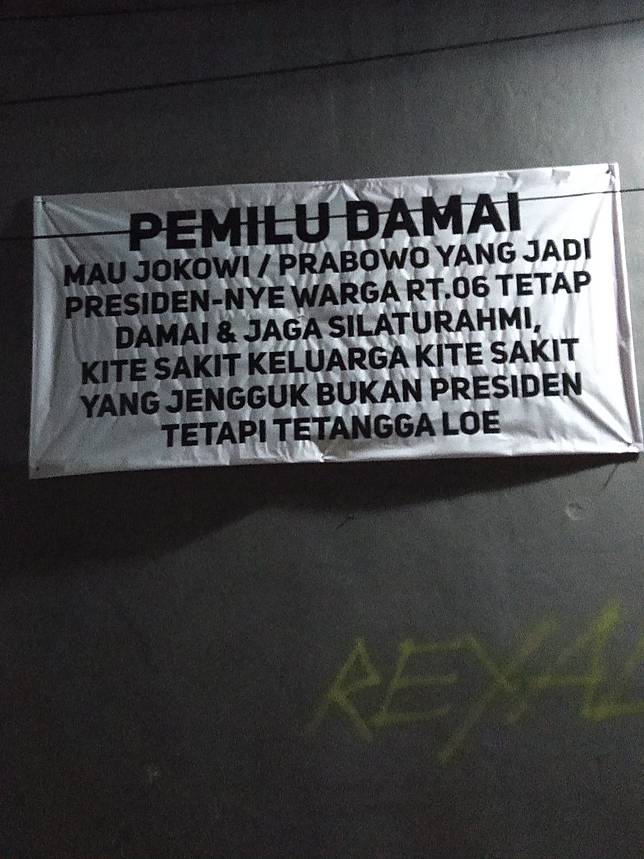 PEMILU DAMAI
MAU JOKOWI / PRABOWO YANG JADI
PRESIDEN-NYE WARGA RT.06 TETAP
DAMAI & JAGA SILATURAHMI,
KITE SAKIT KELUARGA KITE SAKIT
YANG JENGGUK BUKAN PRESIDEN
TETAPI TETANGGA LOE